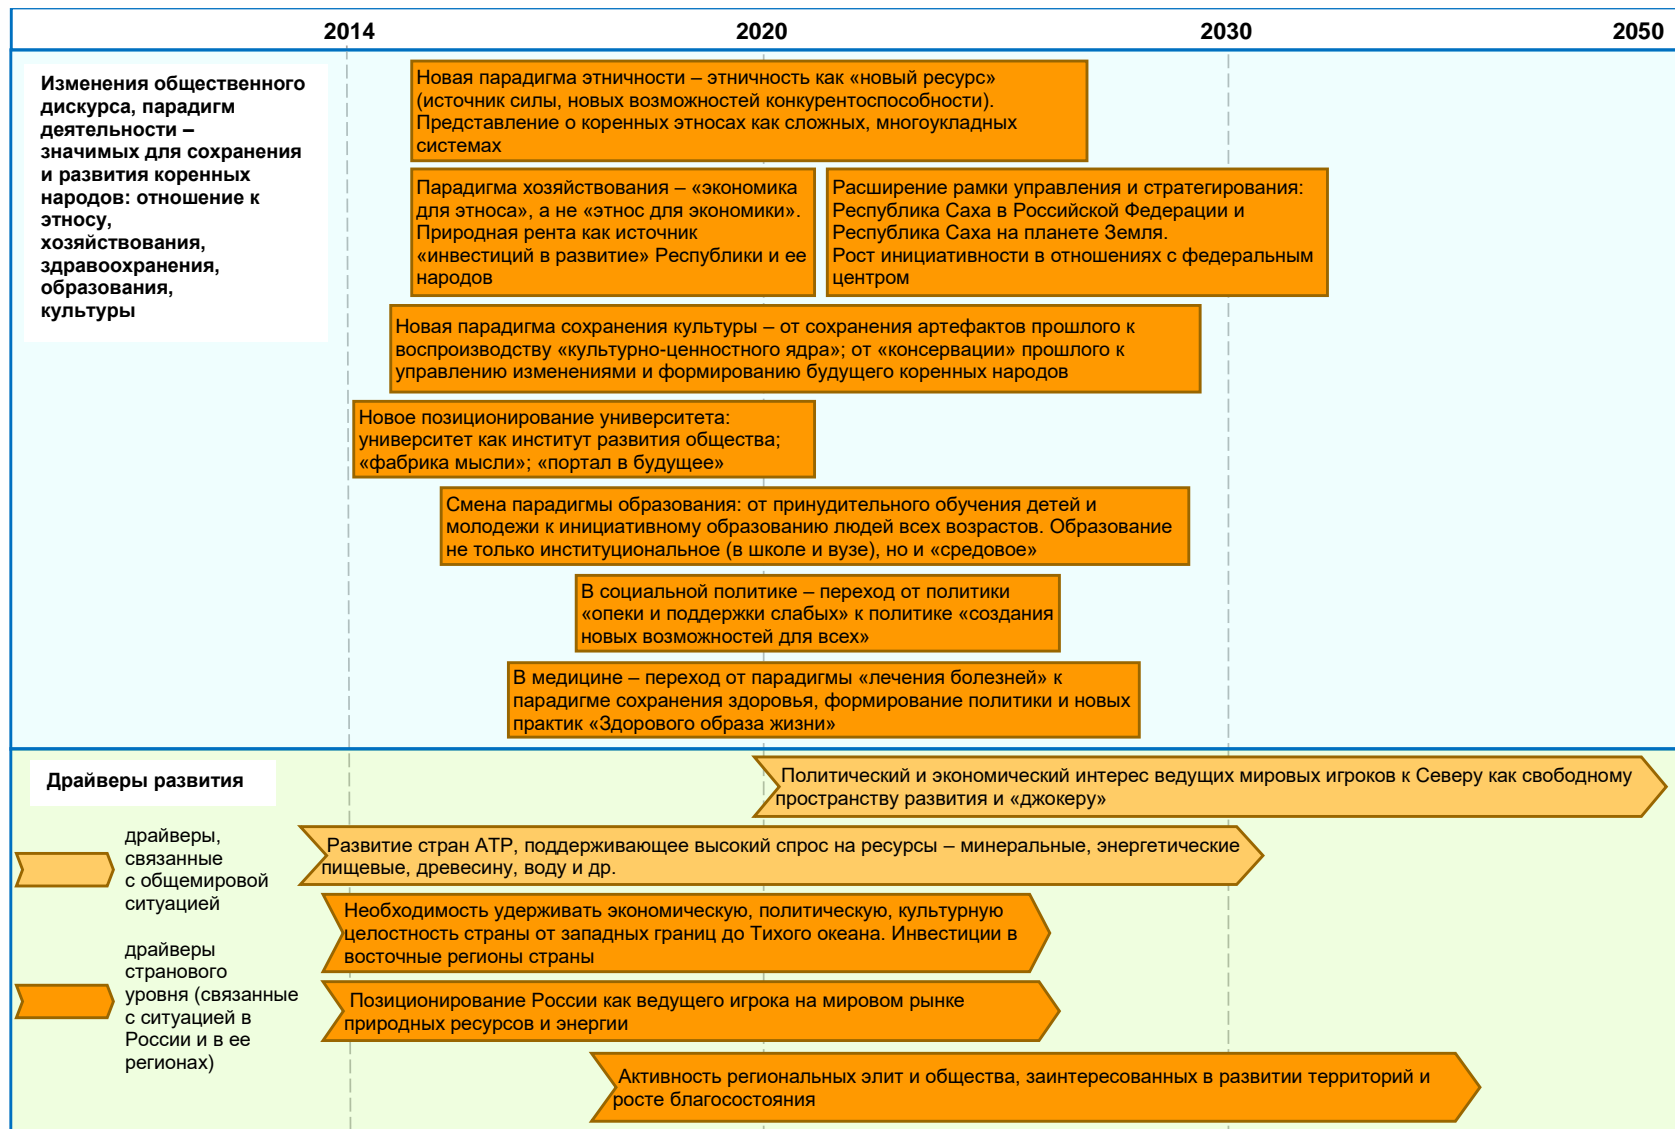 2014 2020 2030 2050
Изменения общественного
дискурса, парадигм
деятельности –
значимых для сохранения
и развития коренных
народов: отношение к
этносу,
хозяйствования,
здравоохранения,
образования,
культуры
Новая парадигма этничности – этничность как «новый ресурс»
(источник силы, новых возможностей конкурентоспособности).
Представление о коренных этносах как сложных, многоукладных
системах
Парадигма хозяйствования – «экономика
для этноса», а не «этнос для экономики».
Природная рента как источник
«инвестиций в развитие» Республики и ее
народов
Расширение рамки управления и стратегирования:
Республика Саха в Российской Федерации и
Республика Саха на планете Земля.
Рост инициативности в отношениях с федеральным
центром
Новая парадигма сохранения культуры – от сохранения артефактов прошлого к
воспроизводству «культурно-ценностного ядра»; от «консервации» прошлого к
управлению изменениями и формированию будущего коренных народов
Новое позиционирование университета:
университет как институт развития общества;
«фабрика мысли»; «портал в будущее»
Смена парадигмы образования: от принудительного обучения детей и
молодежи к инициативному образованию людей всех возрастов. Образование
не только институциональное (в школе и вузе), но и «средовое»
В социальной политике – переход от политики
«опеки и поддержки слабых» к политике «создания
новых возможностей для всех»
В медицине – переход от парадигмы «лечения болезней» к
парадигме сохранения здоровья, формирование политики и новых
практик «Здорового образа жизни»
Драйверы развития
драйверы,
связанные
с общемировой
ситуацией
драйверы
странового
уровня (связанные
с ситуацией в
России и в ее
регионах)
Политический и экономический интерес ведущих мировых игроков к Северу как свободному
пространству развития и «джокеру»
Развитие стран АТР, поддерживающее высокий спрос на ресурсы – минеральные, энергетические
пищевые, древесину, воду и др.
Необходимость удерживать экономическую, политическую, культурную
целостность страны от западных границ до Тихого океана. Инвестиции в
восточные регионы страны
Позиционирование России как ведущего игрока на мировом рынке
природных ресурсов и энергии
Активность региональных элит и общества, заинтересованных в развитии территорий и
росте благосостояния